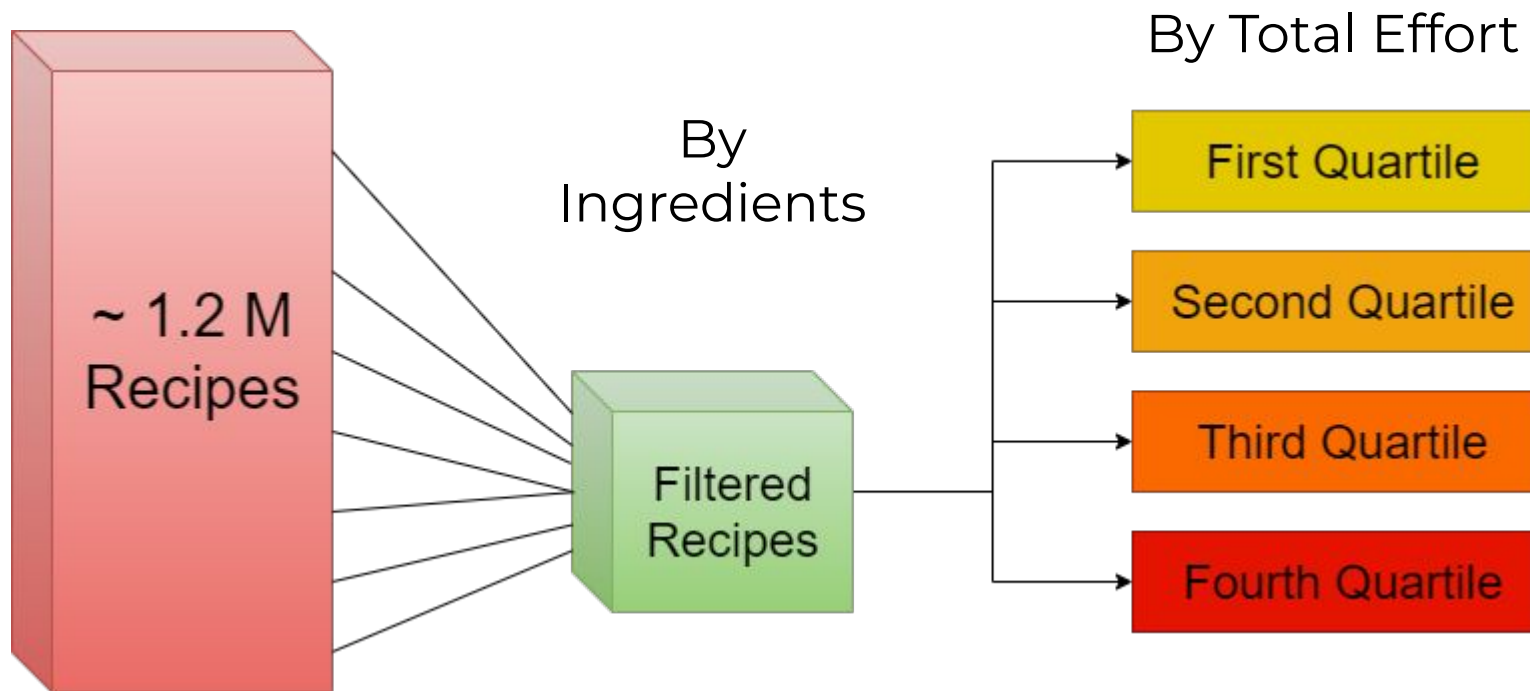 ~ 1.2 M
Recipes
By
Ingredients
Filtered
Recipes
By Total Effort
First Quartile
Second Quartile
Third Quartile
Fourth Quartile